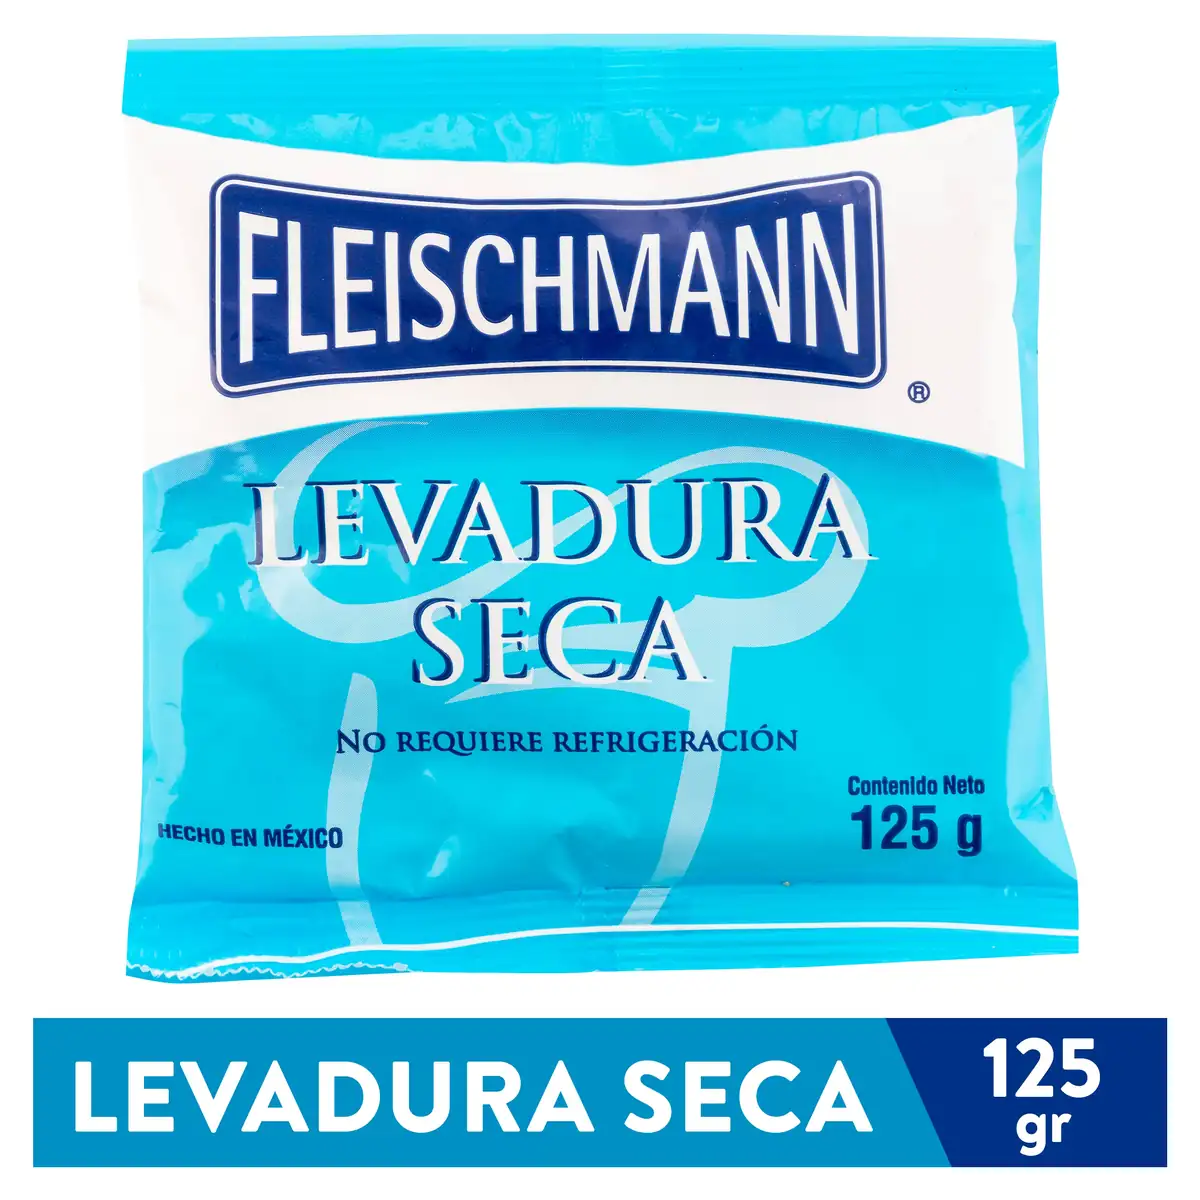 FLEISCHMANN
®
LEVADURA
SECA
NO REQUIERE REFRIGERACIÓN
Contenido Neto
125 g
HECHO EN MÉXICO
LEVADURA SECA
125
gr